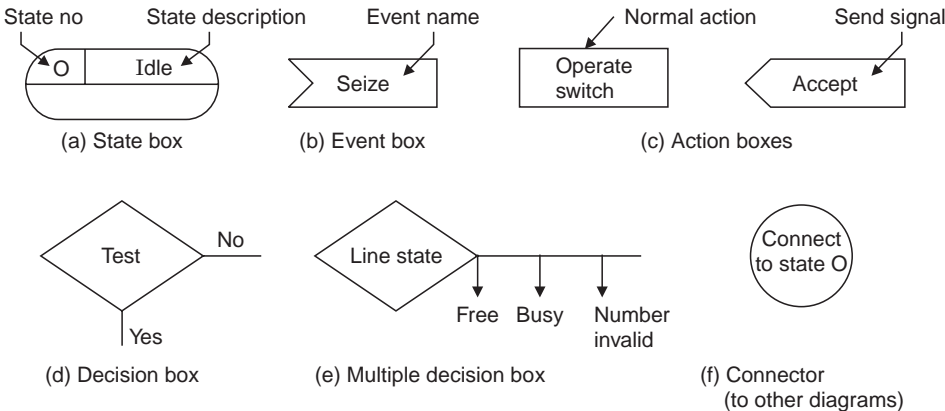 State no
State description
Event name
Normal action
Send signal
O
Idle
Seize
Operate
switch
Accept
(a) State box
(b) Event box
(c) Action boxes
Test
No
Yes
Line state
Free
Busy
Number
invalid
Connect
to state O
(d) Decision box
(e) Multiple decision box
(f) Connector
(to other diagrams)